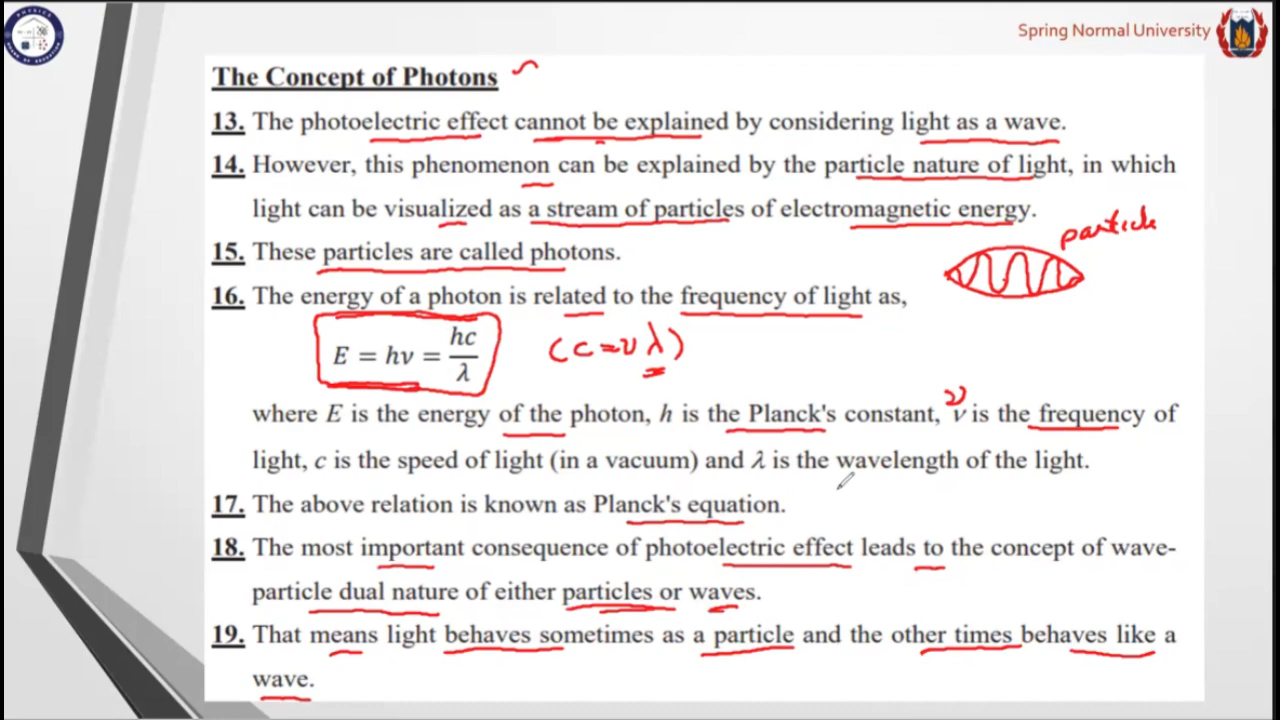 Spring Normal University
The Concept of Photons
13. The photoelectric effect cannot be explained by considering light as a wave.
14. However, this phenomenon can be explained by the particle nature of light, in which
light can be visualized as a stream of particles of electromagnetic energy.
particle
15. These particles are called photons.
16. The energy of a photon is related to the frequency of light as,
E = hν = hc/λ (c=νλ)
ν
where E is the energy of the photon, h is the Planck's constant, ν is the frequency of
light, c is the speed of light (in a vacuum) and λ is the wavelength of the light.
17. The above relation is known as Planck's equation.
18. The most important consequence of photoelectric effect leads to the concept of wave-
particle dual nature of either particles or waves.
19. That means light behaves sometimes as a particle and the other times behaves like a
wave.